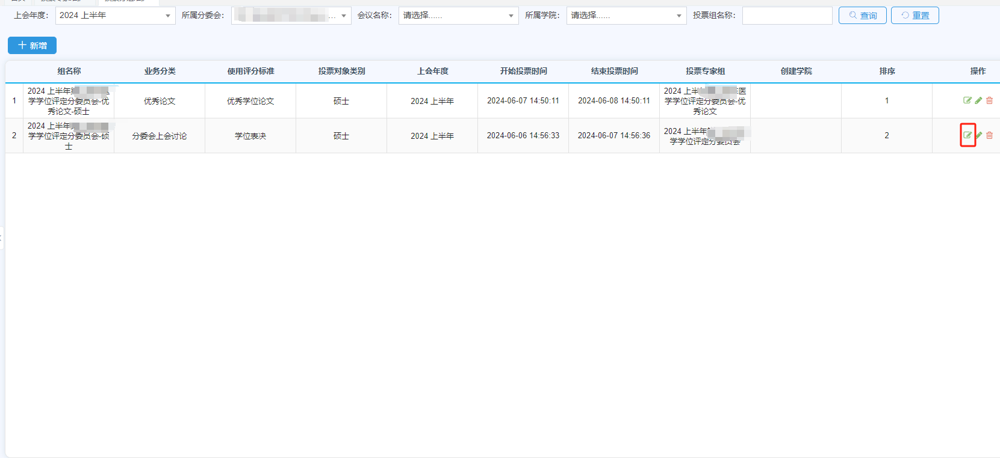 上会年度： 2024 上半年 所属分委会： ... 会议名称： 请选择...... 所属学院： 请选择...... 投票组名称： 查询 重置
新增
组名称 业务分类 使用评分标准 投票对象类别 上会年度 开始投票时间 结束投票时间 投票专家组 创建学院 排序 操作
1
2024 上半年
学学位评定分委员会-优
秀论文-硕士
优秀论文
优秀学位论文
硕士
2024 上半年
2024-06-07 14:50:11
2024-06-08 14:50:11
2024 上半 医
学学位评定分委员会-优
秀论文
1
2
2024 上半年
学学位评定分委员会-硕
士
分委会上会讨论
学位表决
硕士
2024 上半年
2024-06-06 14:56:33
2024-06-07 14:56:36
2024 上半年
学学位评定分委员会
2